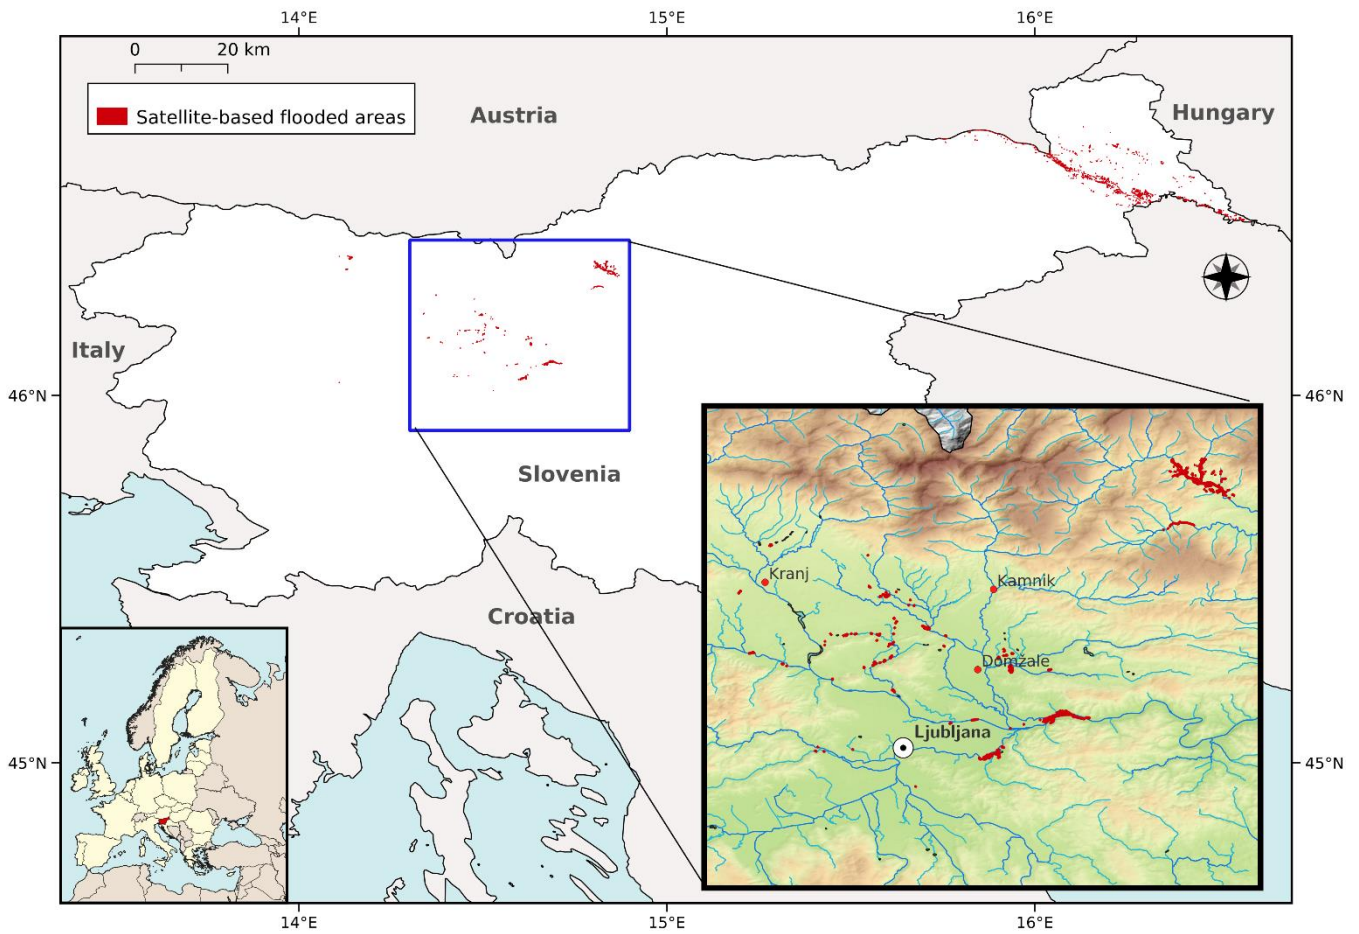 14°E 15°E 16°E
0 20 km
Satellite-based flooded areas
Austria
Hungary
Italy
46°N 46°N
Slovenia
Croatia
Kranj
Kamnik
Domžale
Ljubljana
45°N 45°N
14°E 15°E 16°E